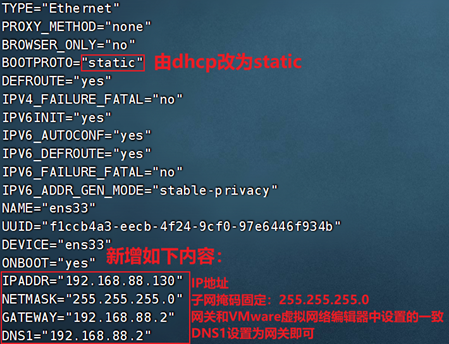 TYPE="Ethernet"
PROXY_METHOD="none"
BROWSER_ONLY="no"
BOOTPROTO="static" 由dhcp改为static
DEFROUTE="yes"
IPV4_FAILURE_FATAL="no"
IPV6INIT="yes"
IPV6_AUTOCONF="yes"
IPV6_DEFROUTE="yes"
IPV6_FAILURE_FATAL="no"
IPV6_ADDR_GEN_MODE="stable-privacy"
NAME="ens33"
UUID="f1ccb4a3-eecb-4f24-9cf0-97e6446f934b"
DEVICE="ens33"
ONBOOT="yes" 新增如下内容：
IPADDR="192.168.88.130" IP地址
NETMASK="255.255.255.0" 子网掩码固定：255.255.255.0
GATEWAY="192.168.88.2" 网关和VMware虚拟网络编辑器中设置的一致
DNS1="192.168.88.2" DNS1设置为网关即可